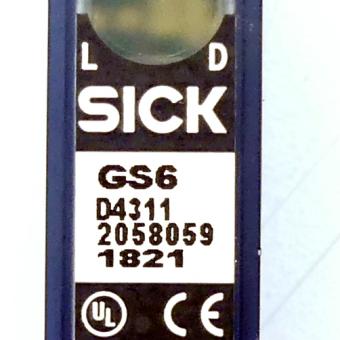 L D
SICK
GS6
D4311
2058059
1821
UL CE